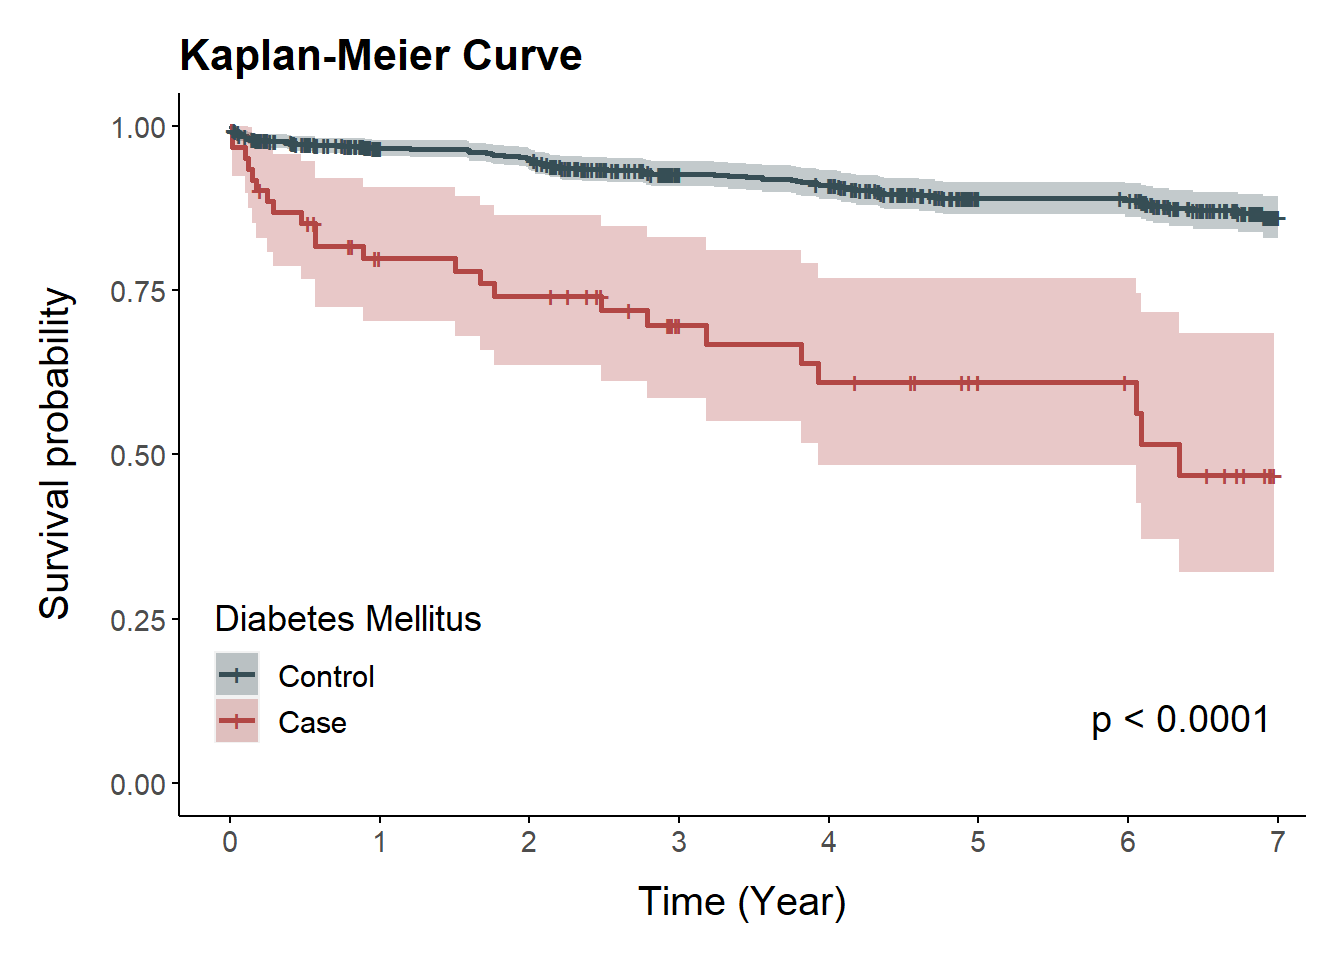 Kaplan-Meier Curve
Survival probability
1.00
0.75
0.50
0.25
0.00
Diabetes Mellitus
Control
Case
p < 0.0001
0 1 2 3 4 5 6 7
Time (Year)